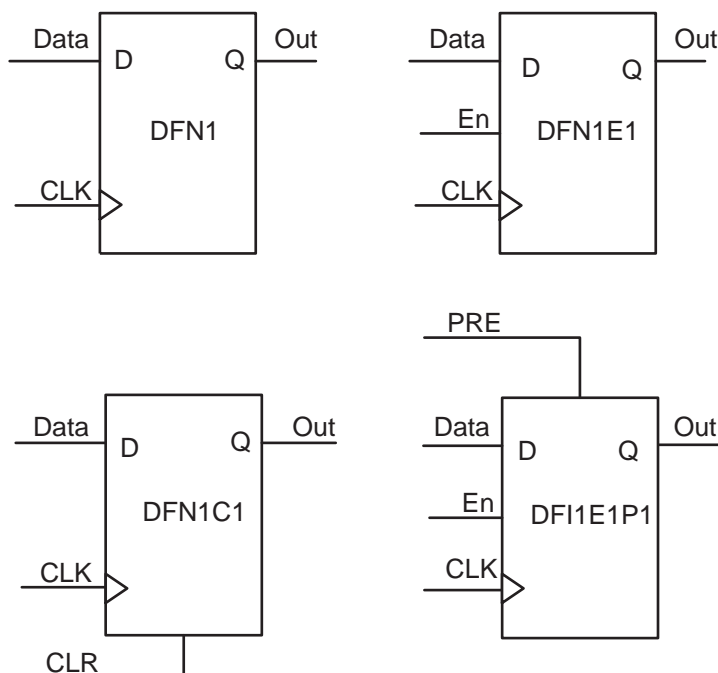 Data
D
Q
Out
DFN1
CLK
Data
D
Q
Out
En
DFN1E1
CLK
Data
D
Q
Out
DFN1C1
CLK
CLR
PRE
Data
D
Q
Out
En
DFI1E1P1
CLK